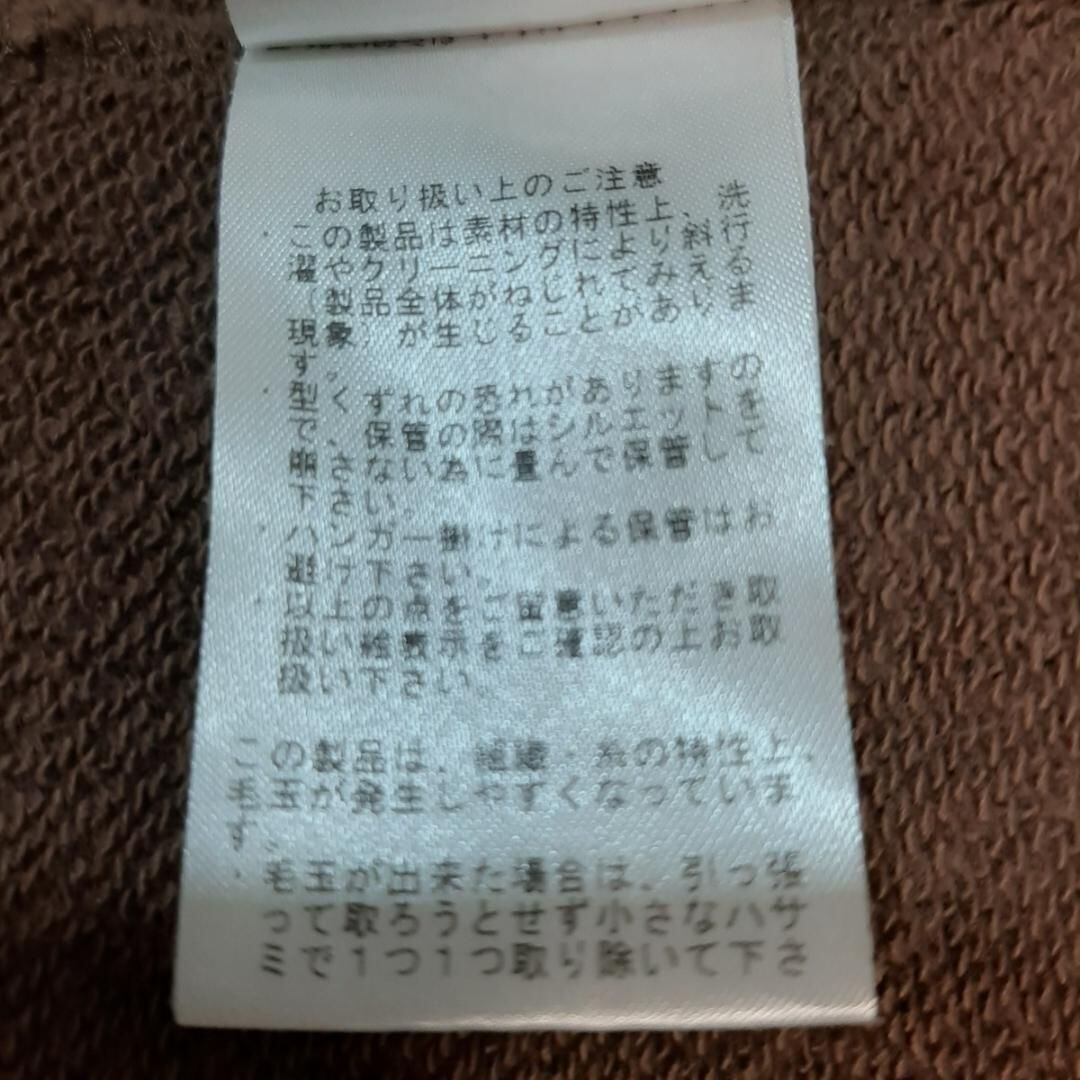 お取り扱い上のご注意
・この製品は素材の特性上、洗
濯やクリーニングにより斜行
（製品全体がねじれてみえる
現象）が生じることがありま
す。
・型くずれの恐れがありますの
で、保管の際はシルエットを
崩さない為に畳んで保管して
下さい。
・ハンガー掛けによる保管はお
避け下さい。
・以上の点をご留意いただき取
扱い絵表示をご確認の上お取
扱い下さい。
この製品は、組織・糸の特性上、
毛玉が発生しやすくなっていま
す。
・毛玉が出来た場合は、引っ張
って取ろうとせず小さなハサ
ミで1つ1つ取り除いて下さ